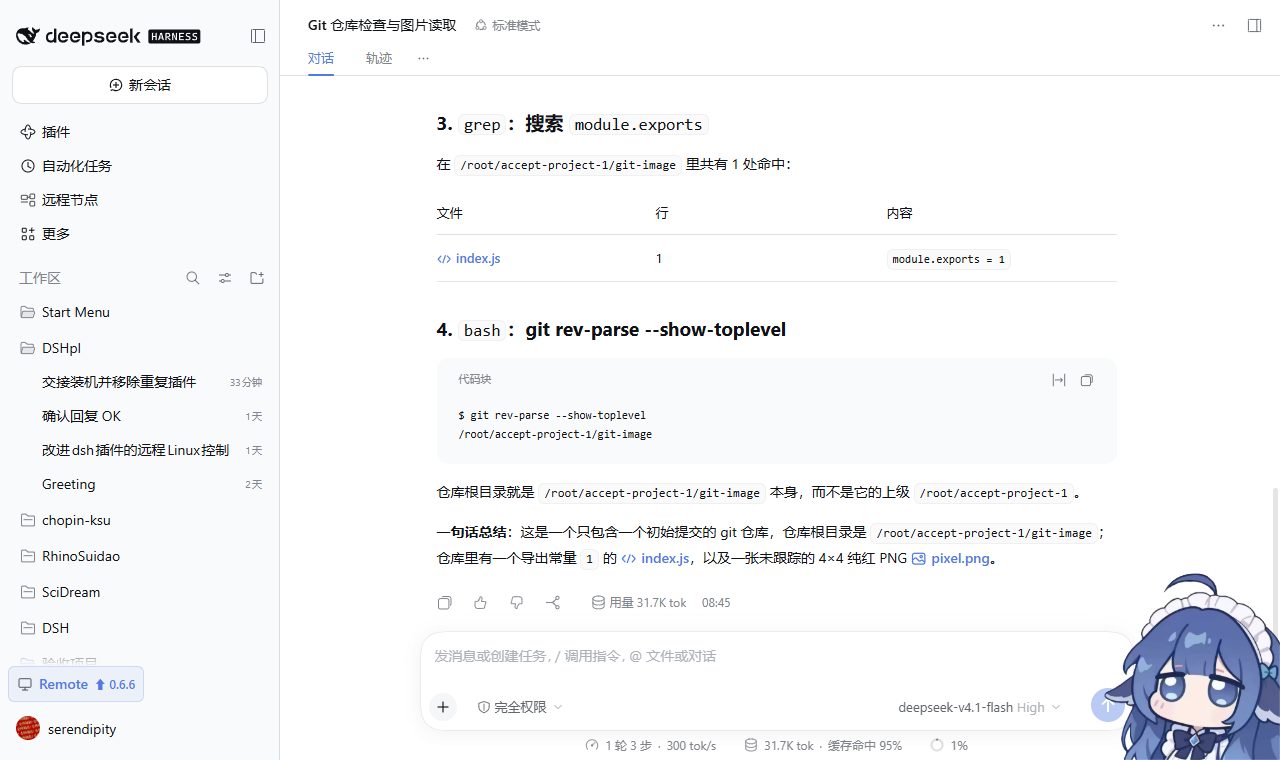 deepseek HARNESS
新会话
插件
自动化任务
远程节点
更多
工作区
Start Menu
DSHpl
交接装机并移除重复插件 33分钟
确认回复 OK 1天
改进dsh插件的远程Linux控制 1天
Greeting 2天
chopin-ksu
RhinoSuidao
SciDream
DSH
验收项目
Remote 0.6.6
serendipity
Git 仓库检查与图片读取 标准模式
对话 轨迹
3. grep : 搜索 module.exports
在 /root/accept-project-1/git-image 里共有 1 处命中：
文件 行 内容
index.js 1 module.exports = 1
4. bash : git rev-parse --show-toplevel
代码块
$ git rev-parse --show-toplevel
/root/accept-project-1/git-image
仓库根目录就是 /root/accept-project-1/git-image 本身，而不是它的上级 /root/accept-project-1 。
一句话总结：这是一个只包含一个初始提交的 git 仓库，仓库根目录是 /root/accept-project-1/git-image ；
仓库里有一个导出常量 1 的 index.js，以及一张未跟踪的 4×4 纯红 PNG pixel.png。
用量 31.7K tok 08:45
发消息或创建任务, / 调用指令, @ 文件或对话
完全权限
deepseek-v4.1-flash High
1 轮 3 步 · 300 tok/s 31.7K tok · 缓存命中 95% 1%